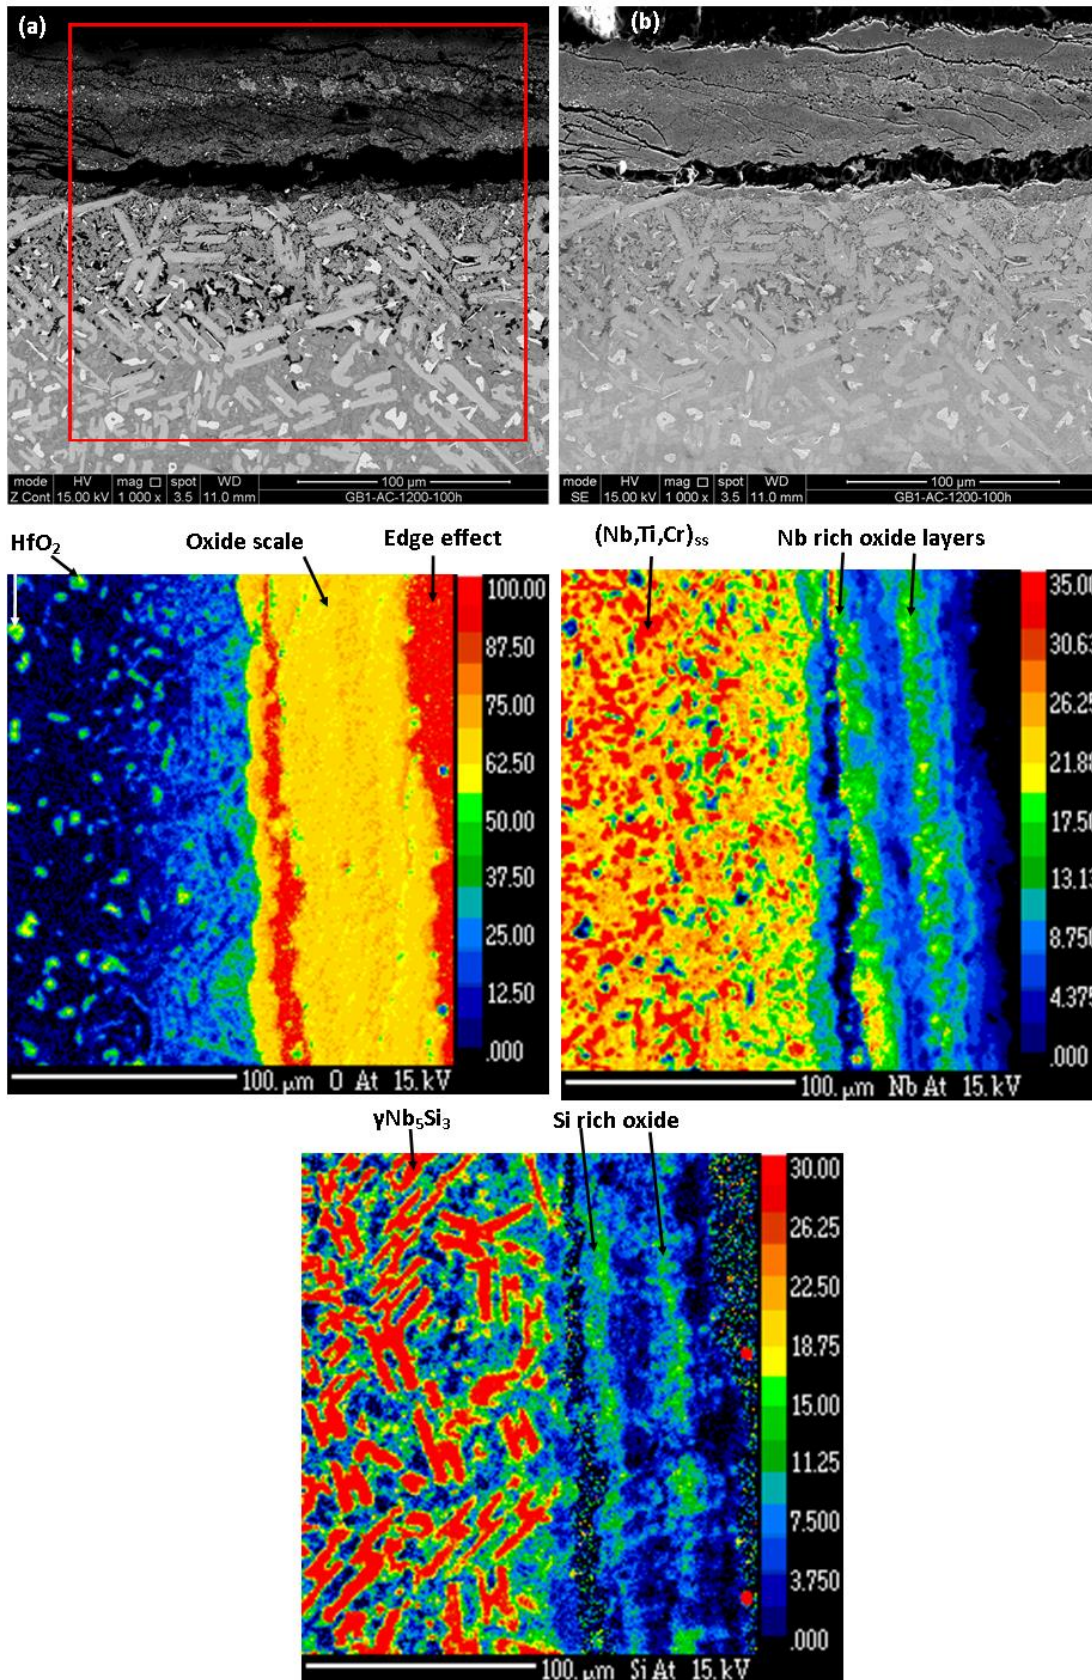 (a)
mode HV mag □ spot WD 100 µm
Z Cont 15.00 kV 1 000 x 3.5 11.0 mm GB1-AC-1200-100h
(b)
mode HV mag □ spot WD 100 µm
SE 15.00 kV 1 000 x 3.5 11.0 mm GB1-AC-1200-100h
HfO₂ Oxide scale Edge effect
100.00
87.50
75.00
62.50
50.00
37.50
25.00
12.50
.000
100. µm O At 15. kV
(Nb,Ti,Cr)ss Nb rich oxide layers
35.00
30.63
26.25
21.88
17.50
13.13
8.750
4.375
.000
100. µm Nb At 15. kV
γNb₅Si₃ Si rich oxide
30.00
26.25
22.50
18.75
15.00
11.25
7.500
3.750
.000
100. µm Si At 15. kV